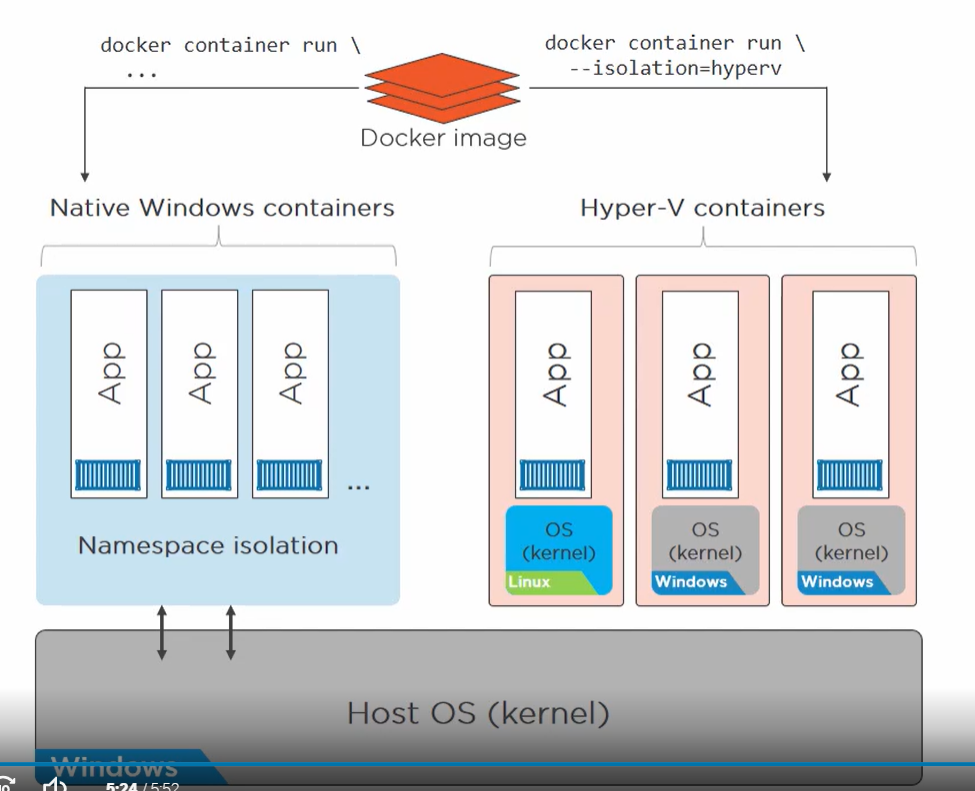 docker container run \
...
docker container run \
--isolation=hyperv
Docker image
Native Windows containers
Hyper-V containers
App
App
App
...
Namespace isolation
App
App
App
OS
(kernel)
Linux
OS
(kernel)
Windows
OS
(kernel)
Windows
Host OS (kernel)
Windows
5:24 / 5:52